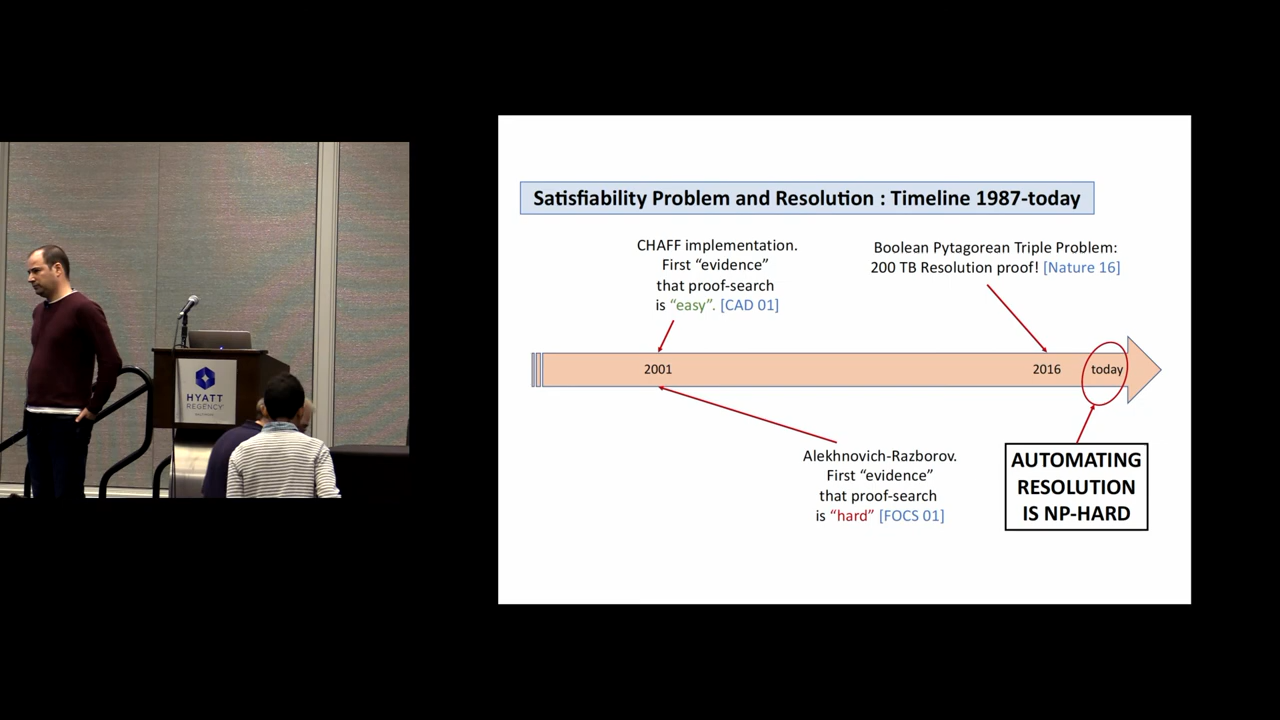 Satisfiability Problem and Resolution : Timeline 1987-today
CHAFF implementation.
First “evidence”
that proof-search
is “easy”. [CAD 01]
Boolean Pytagorean Triple Problem:
200 TB Resolution proof! [Nature 16]
2001
2016
today
Alekhnovich-Razborov.
First “evidence”
that proof-search
is “hard” [FOCS 01]
AUTOMATING
RESOLUTION
IS NP-HARD
HYATT
REGENCY